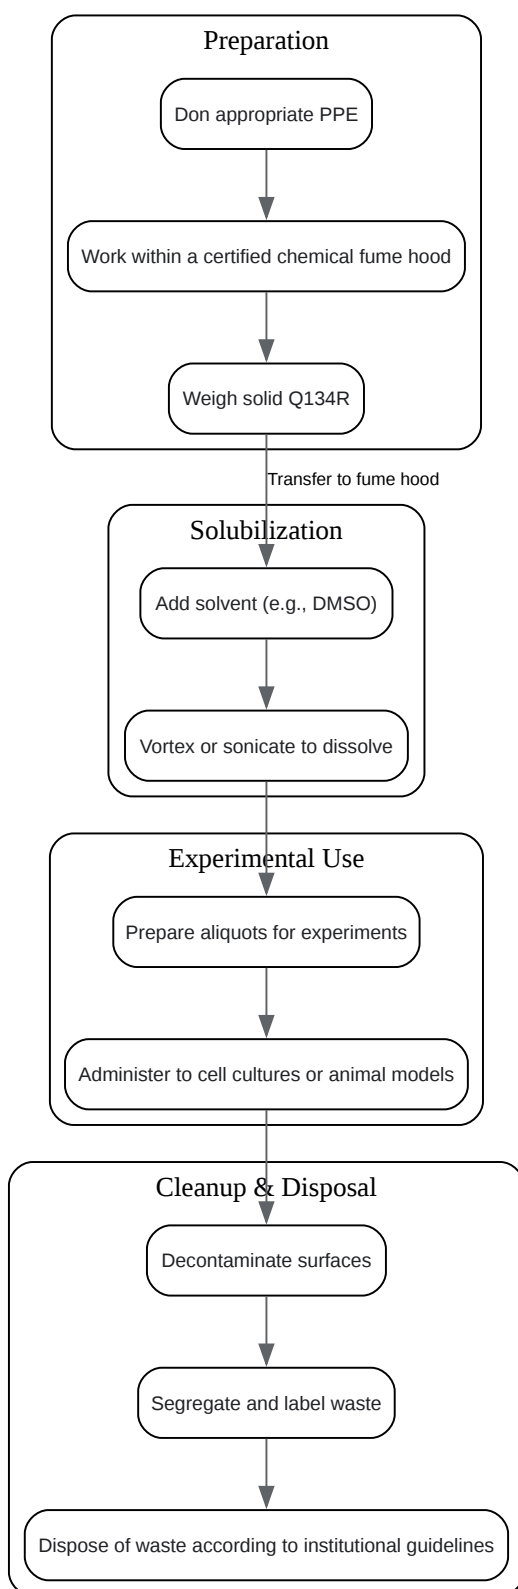 Preparation
Don appropriate PPE
Work within a certified chemical fume hood
Weigh solid Q134R
Transfer to fume hood
Solubilization
Add solvent (e.g., DMSO)
Vortex or sonicate to dissolve
Experimental Use
Prepare aliquots for experiments
Administer to cell cultures or animal models
Cleanup & Disposal
Decontaminate surfaces
Segregate and label waste
Dispose of waste according to institutional guidelines